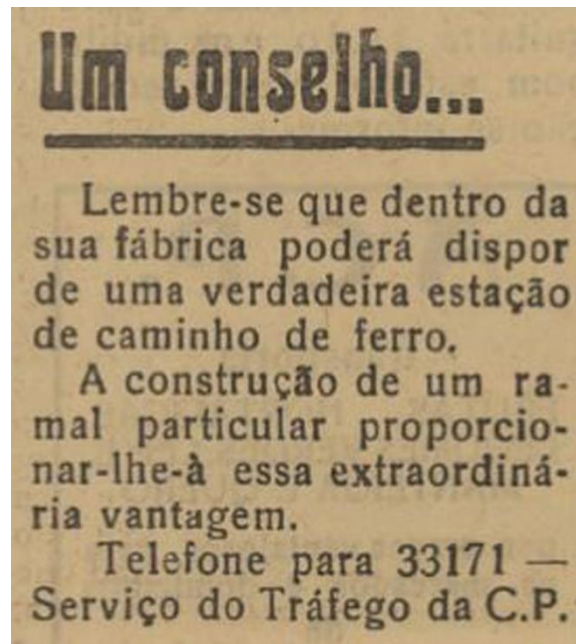 Um conselho...
Lembre-se que dentro da
sua fábrica poderá dispor
de uma verdadeira estação
de caminho de ferro.
A construção de um ra-
mal particular proporcio-
nar-lhe-à essa extraordiná-
ria vantagem.
Telefone para 33171 —
Serviço do Tráfego da C.P.